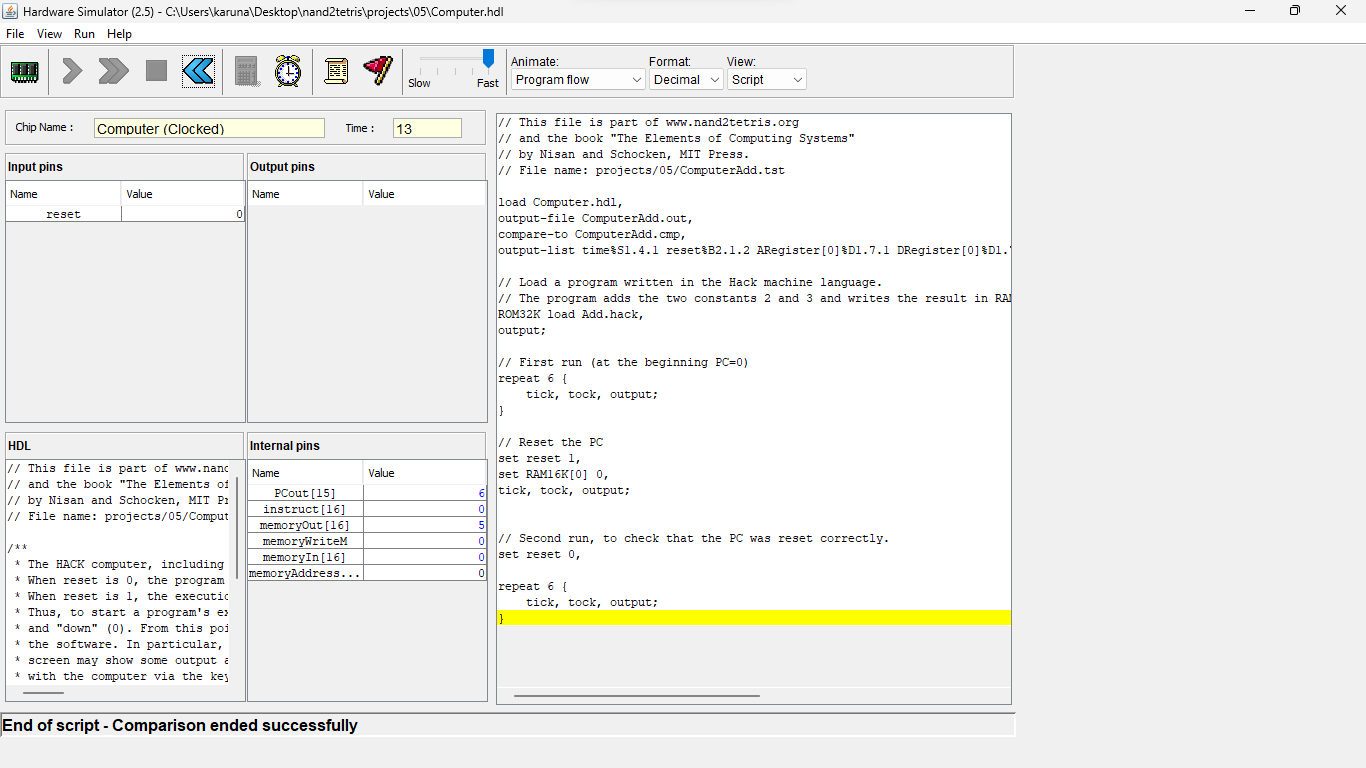 Hardware Simulator (2.5) - C:\Users\karuna\Desktop\nand2tetris\projects\05\Computer.hdl
File View Run Help
Slow Fast
Animate: Format: View:
Program flow Decimal Script
Chip Name : Computer (Clocked) Time : 13
Input pins
Name Value
reset 0
Output pins
Name Value
HDL
// This file is part of www.nand
// and the book "The Elements of
// by Nisan and Schocken, MIT Pr
// File name: projects/05/Comput
/**
* The HACK computer, including
* When reset is 0, the program
* When reset is 1, the executio
* Thus, to start a program's ex
* and "down" (0). From this poi
* the software. In particular,
* screen may show some output a
* with the computer via the key
Internal pins
Name Value
PCout[15] 6
instruct[16] 0
memoryOut[16] 5
memoryWriteM 0
memoryIn[16] 0
memoryAddress... 0
// This file is part of www.nand2tetris.org
// and the book "The Elements of Computing Systems"
// by Nisan and Schocken, MIT Press.
// File name: projects/05/ComputerAdd.tst
load Computer.hdl,
output-file ComputerAdd.out,
compare-to ComputerAdd.cmp,
output-list time%S1.4.1 reset%B2.1.2 ARegister[0]%D1.7.1 DRegister[0]%D1.
// Load a program written in the Hack machine language.
// The program adds the two constants 2 and 3 and writes the result in RAM
ROM32K load Add.hack,
output;
// First run (at the beginning PC=0)
repeat 6 {
tick, tock, output;
}
// Reset the PC
set reset 1,
set RAM16K[0] 0,
tick, tock, output;
// Second run, to check that the PC was reset correctly.
set reset 0,
repeat 6 {
tick, tock, output;
}
End of script - Comparison ended successfully